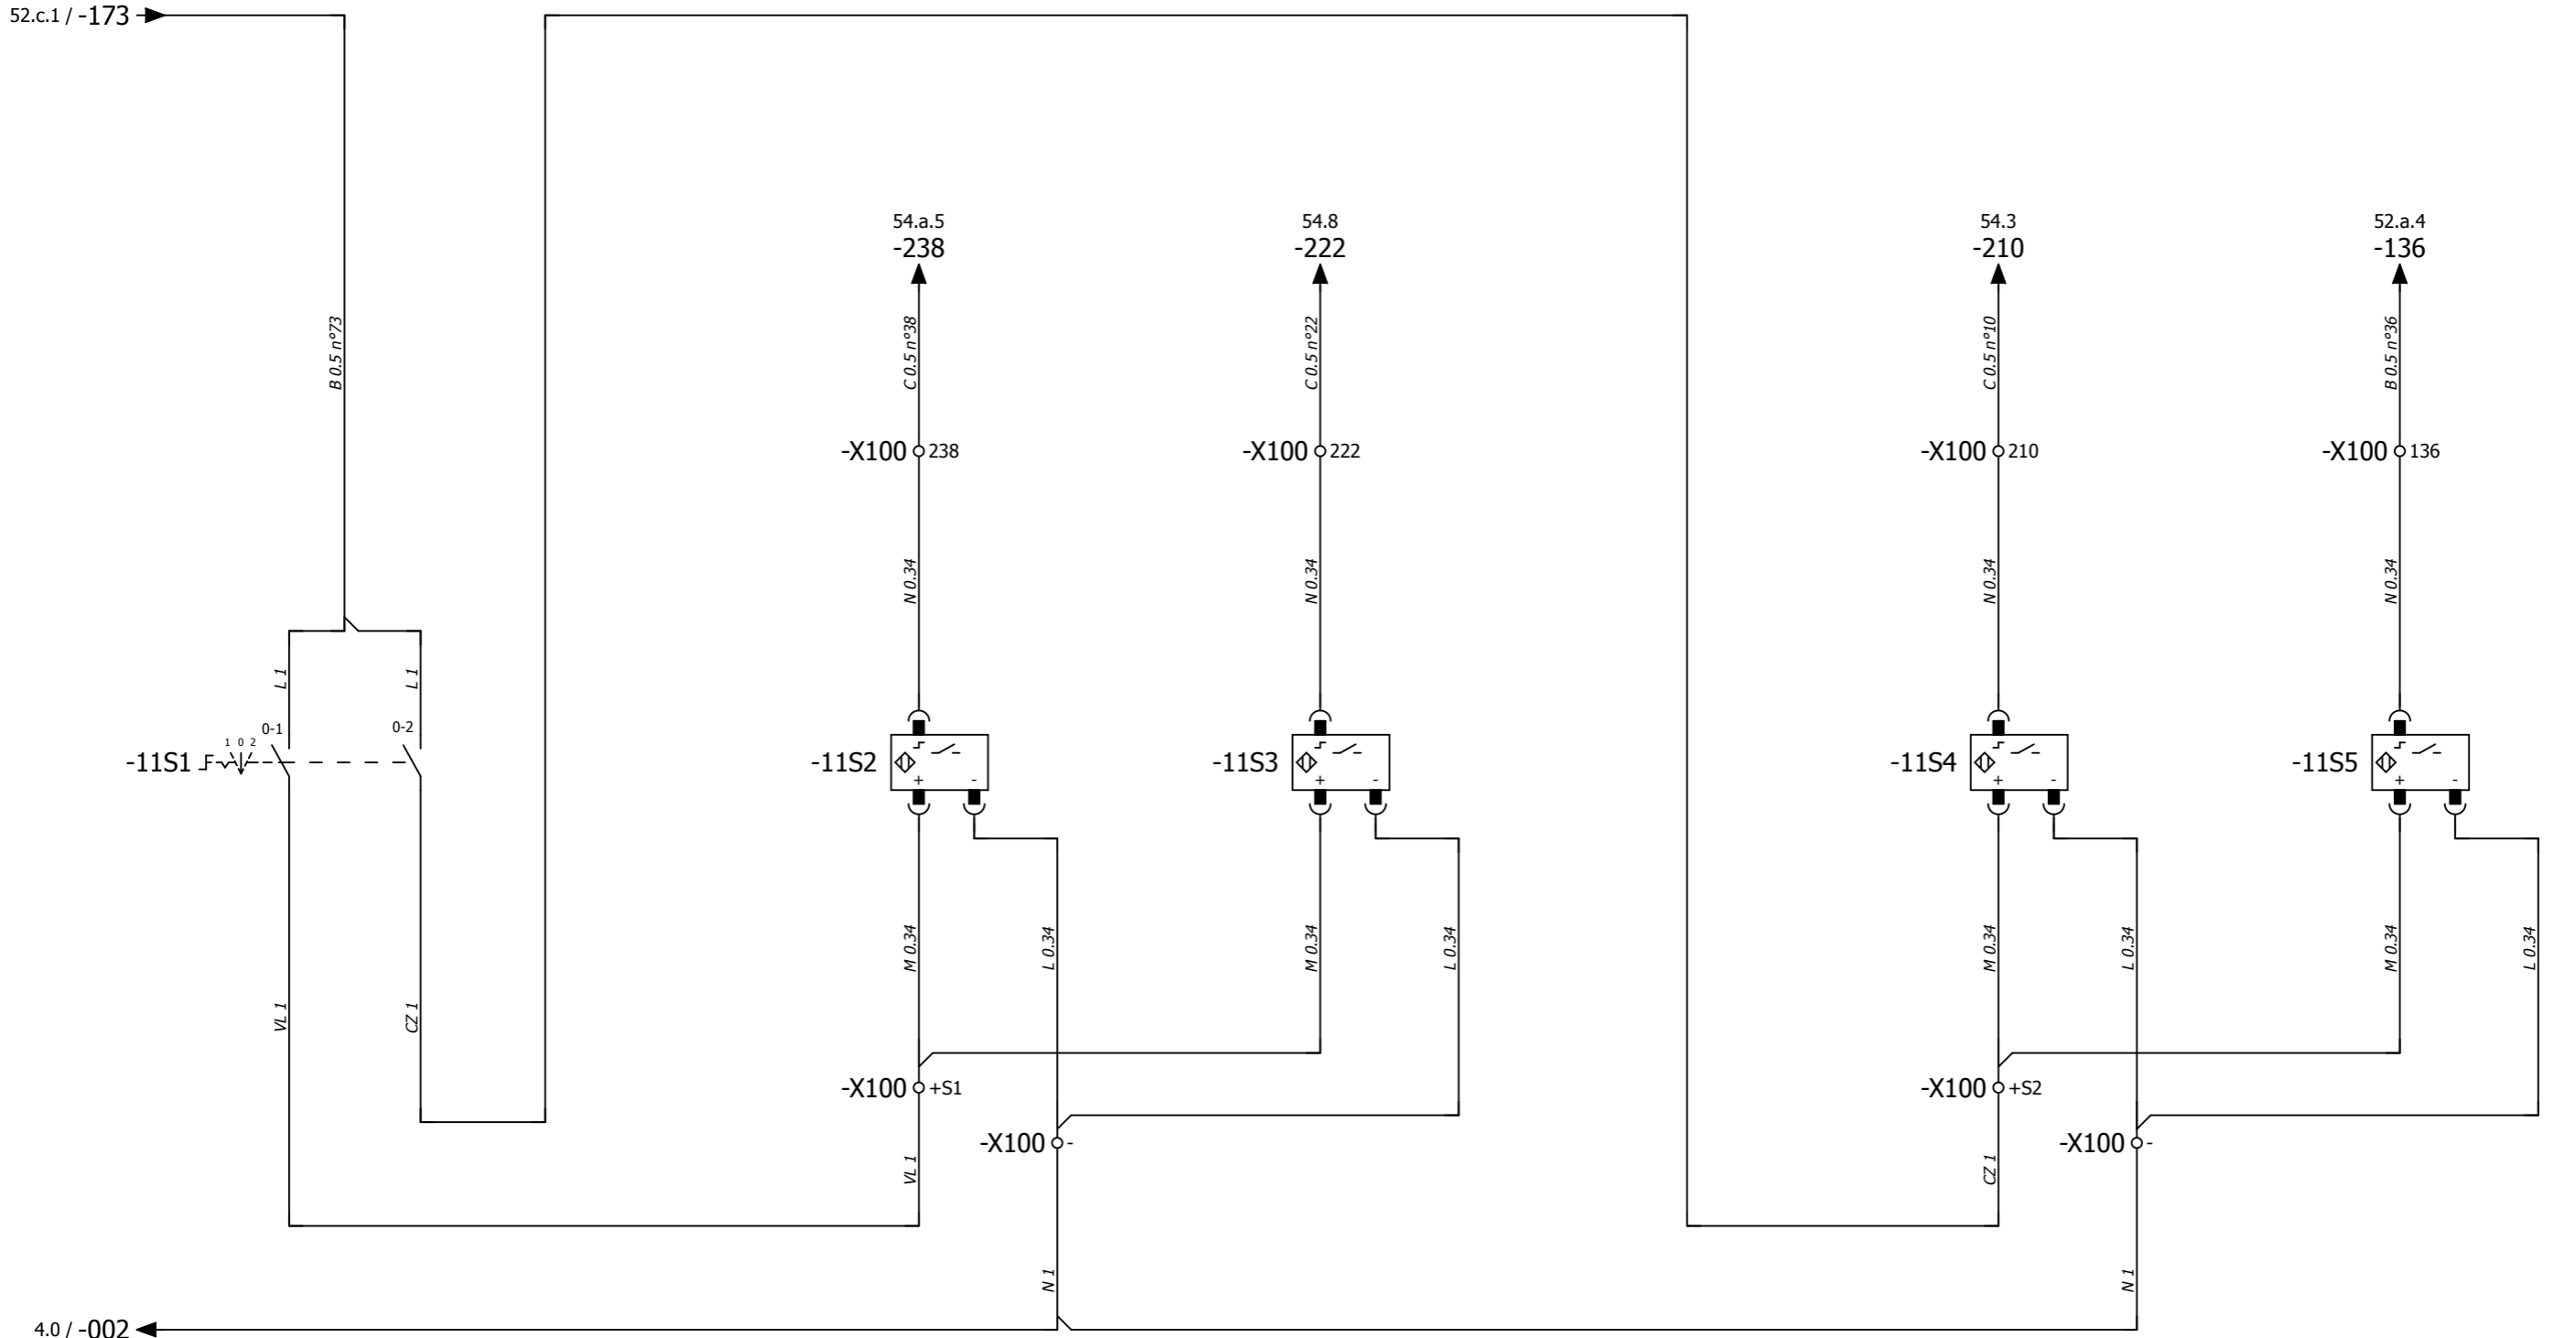 52.c.1 / -173
54.a.5
-238
54.8
-222
54.3
-210
52.a.4
-136
B 0.5 n°73
C 0.5 n°38
C 0.5 n°22
C 0.5 n°10
B 0.5 n°36
-X100 238
-X100 222
-X100 210
-X100 136
N 0.34
N 0.34
N 0.34
N 0.34
L 1
L 1
0-1
0-2
1 0 2
-11S1
-11S2
+ -
-11S3
+ -
-11S4
+ -
-11S5
+ -
M 0.34
L 0.34
M 0.34
L 0.34
M 0.34
L 0.34
M 0.34
L 0.34
VL 1
CZ 1
-X100 +S1
-X100 +S2
-X100 -
-X100 -
VL 1
CZ 1
N 1
N 1
4.0 / -002